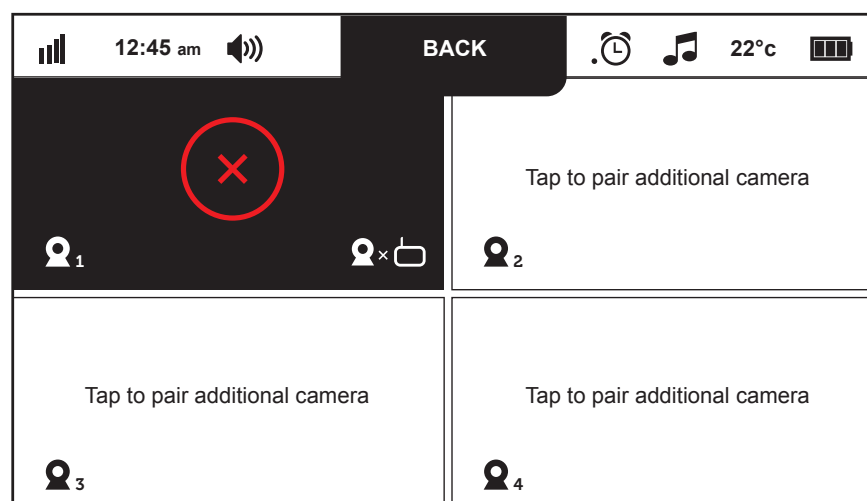 12:45 am
BACK
22°c
Tap to pair additional camera
1
2
Tap to pair additional camera
Tap to pair additional camera
3
4